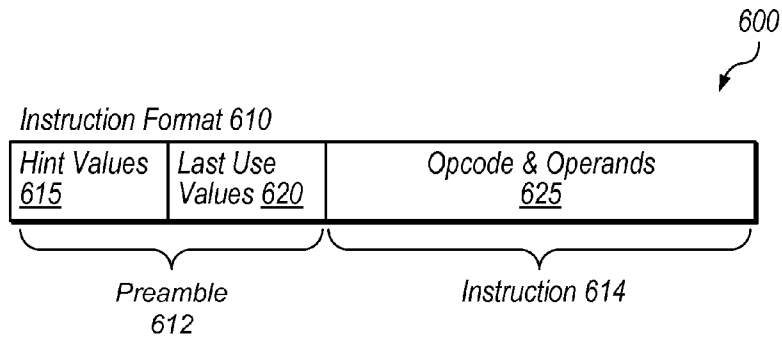 600
Instruction Format 610
Hint Values 615
Last Use Values 620
Opcode & Operands 625
Preamble 612
Instruction 614